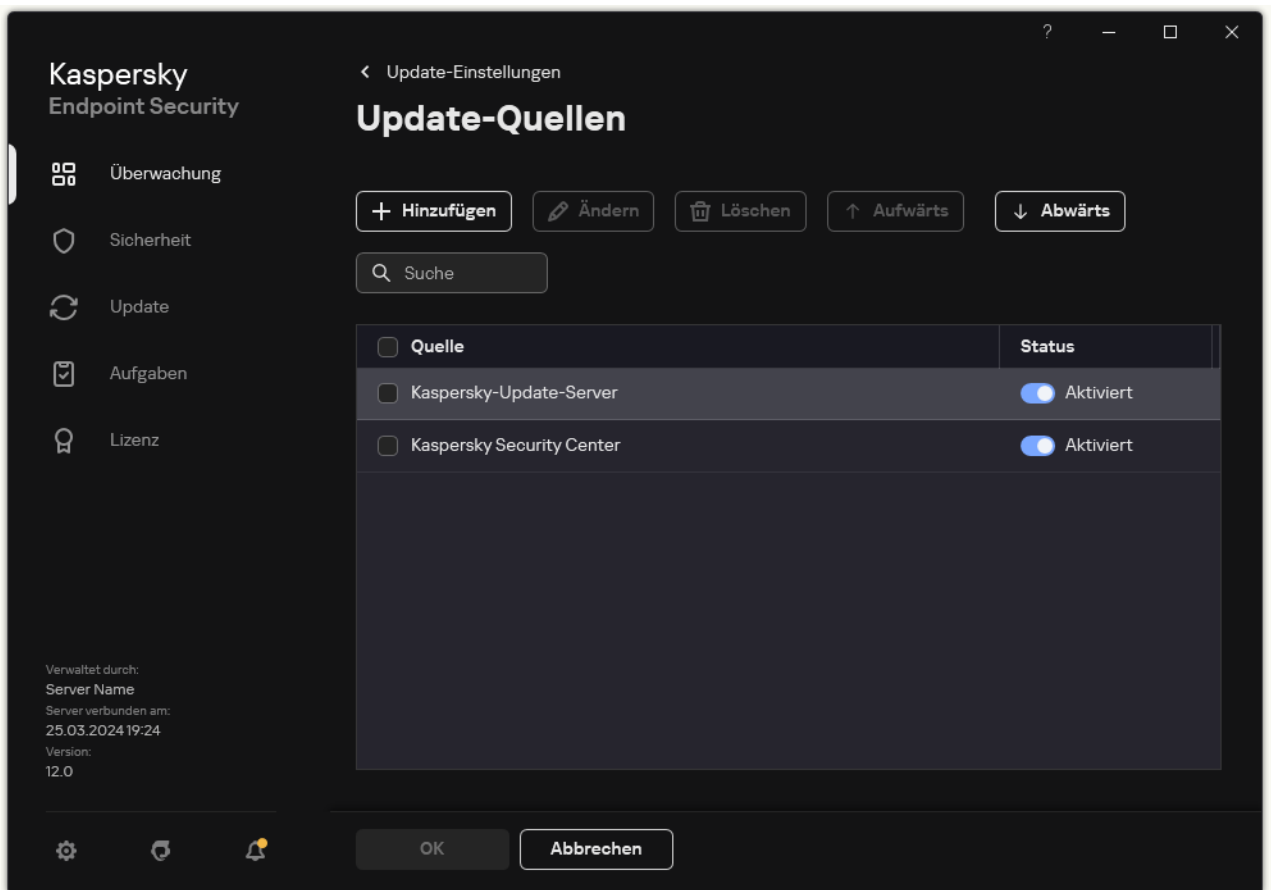 ?
Kaspersky
Endpoint Security
Überwachung
Sicherheit
Update
Aufgaben
Lizenz
Verwaltet durch:
Server Name
Server verbunden am:
25.03.2024 19:24
Version:
12.0
Update-Einstellungen
Update-Quellen
Hinzufügen Ändern Löschen Aufwärts Abwärts
Suche
Quelle Status
Kaspersky-Update-Server Aktiviert
Kaspersky Security Center Aktiviert
OK Abbrechen